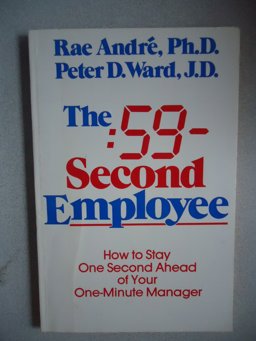 Rae André, Ph.D.
Peter D. Ward, J.D.
The
:59-
Second
Employee
How to Stay
One Second Ahead
of Your
One-Minute Manager